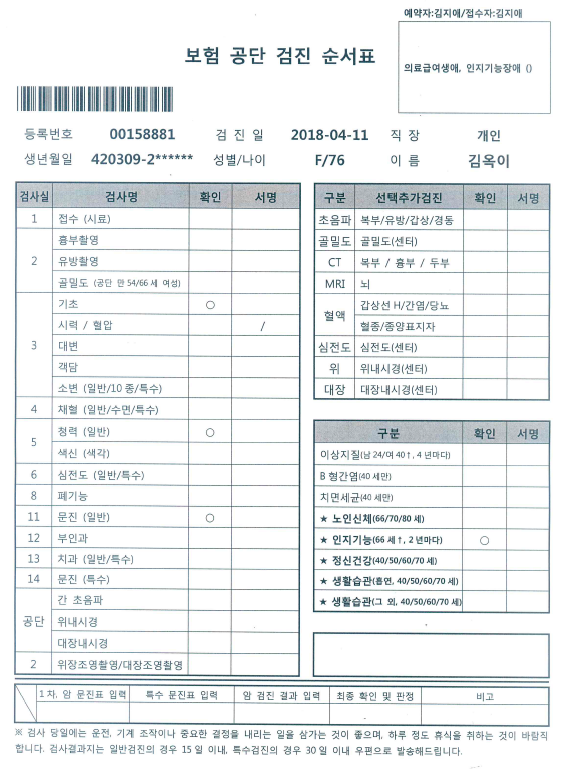 예약자:김지애/접수자:김지애
보험 공단 검진 순서표
의료급여생애, 인지기능장애 ()
등록번호 00158881 검 진 일 2018-04-11 직 장 개인
생년월일 420309-2****** 성별/나이 F/76 이 름 김옥이
검사실 검사명 확인 서명
1 접수 (시료)
2 흉부촬영
유방촬영
골밀도 (공단 만 54/66 세 여성)
3 기초 ○
시력 / 혈압 /
대변
객담
소변 (일반/10 종/특수)
4 채혈 (일반/수면/특수)
5 청력 (일반) ○
색신 (색각)
6 심전도 (일반/특수)
8 폐기능
11 문진 (일반) ○
12 부인과
13 치과 (일반/특수)
14 문진 (특수)
공단 간 초음파
위내시경
대장내시경
2 위장조영촬영/대장조영촬영
구분 선택추가검진 확인 서명
초음파 복부/유방/갑상/경동
골밀도 골밀도(센터)
CT 복부 / 흉부 / 두부
MRI 뇌
혈액 갑상센 H/간염/당뇨
혈종/종양표지자
심전도 심전도(센터)
위 위내시경(센터)
대장 대장내시경(센터)
구분 확인 서명
이상지질(남 24/여 40↑, 4 년마다)
B 형간염(40 세만)
치면세균(40 세만)
★ 노인신체(66/70/80 세)
★ 인지기능(66 세↑, 2 년마다) ○
★ 정신건강(40/50/60/70 세)
★ 생활습관(흡연, 40/50/60/70 세)
★ 생활습관(그 외, 40/50/60/70 세)
1 차, 암 문진표 입력 특수 문진표 입력 암 검진 결과 입력 최종 확인 및 판정 비고
※ 검사 당일에는 운전, 기계 조작이나 중요한 결정을 내리는 일을 삼가는 것이 좋으며, 하루 정도 휴식을 취하는 것이 바람직
합니다. 검사결과지는 일반검진의 경우 15 일 이내, 특수검진의 경우 30 일 이내 우편으로 발송해드립니다.